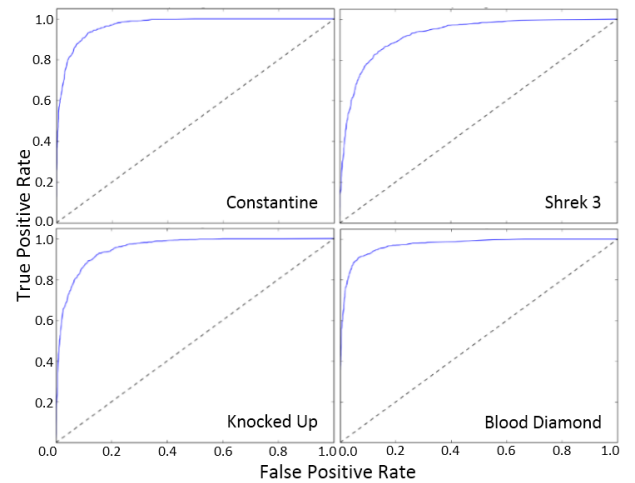 True Positive Rate
1.0
0.8
0.6
0.4
0.2
0.0
Constantine
Shrek 3
1.0
0.8
0.6
0.4
0.2
Knocked Up
Blood Diamond
0.0 0.2 0.4 0.6 0.8 1.0 0.0 0.2 0.4 0.6 0.8 1.0
False Positive Rate